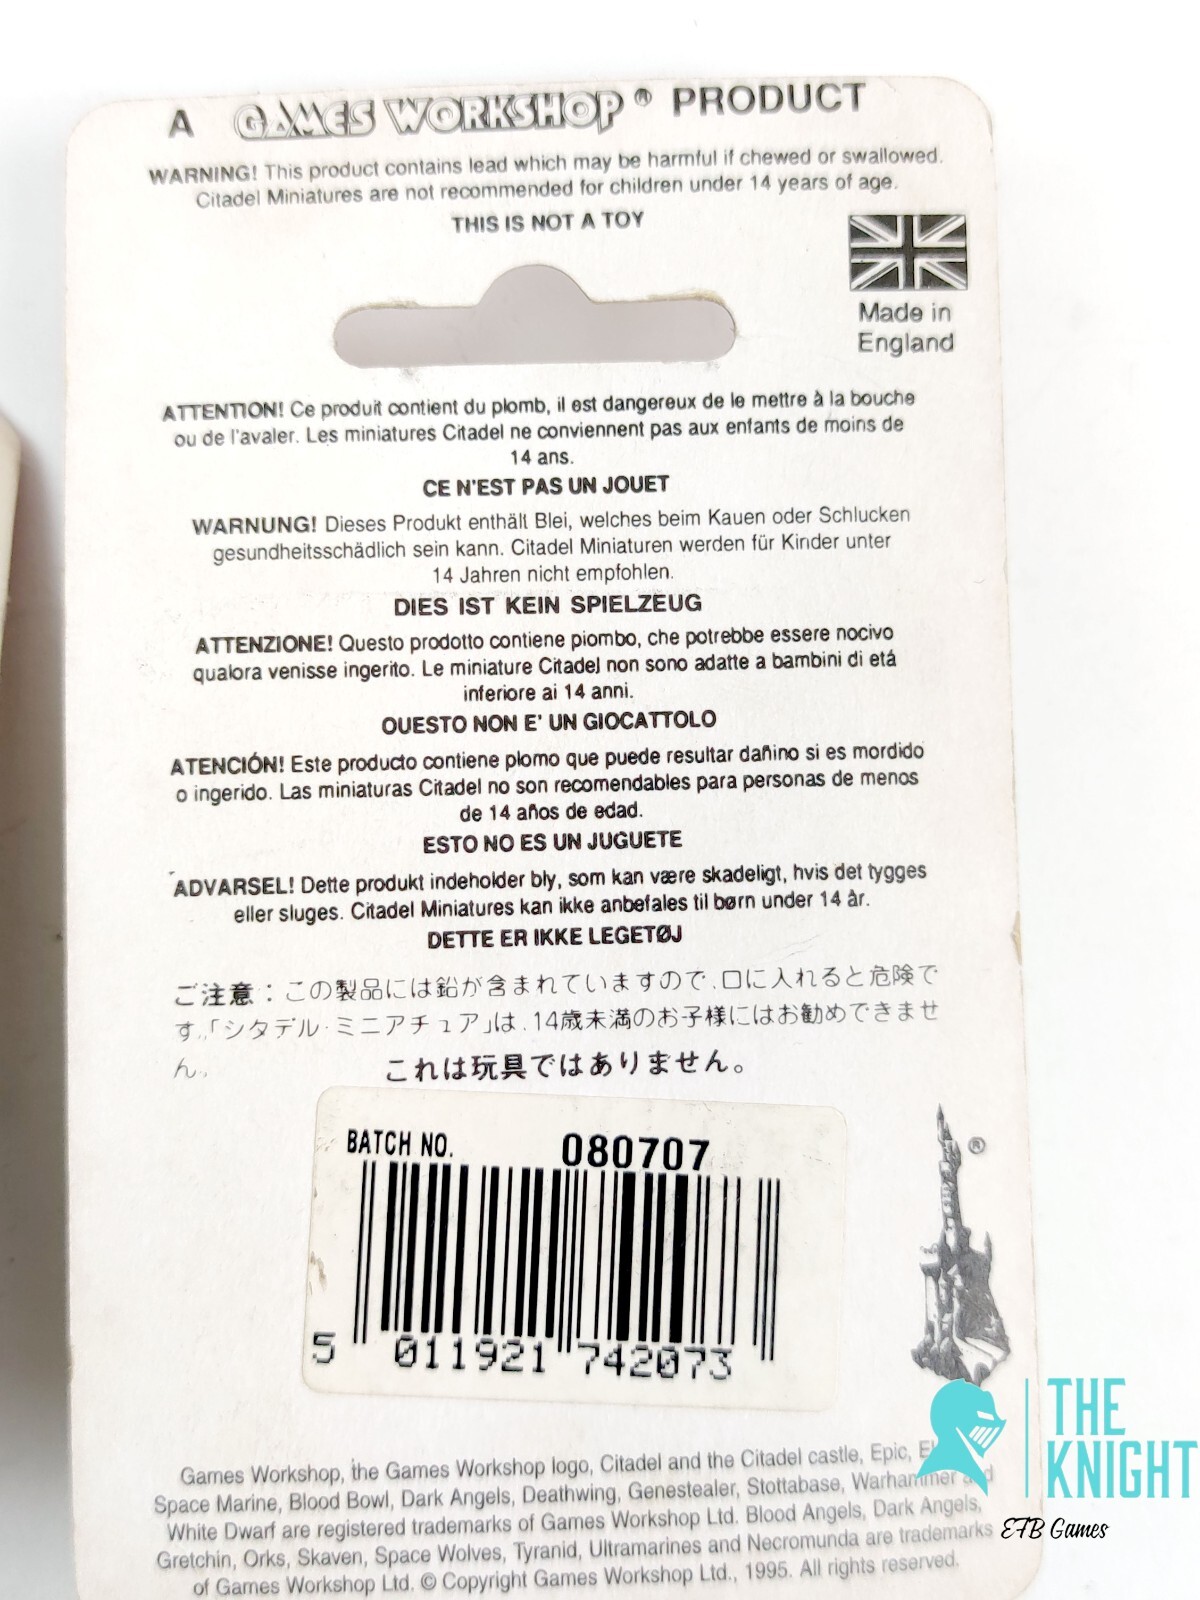 A GAMES WORKSHOP® PRODUCT
WARNING! This product contains lead which may be harmful if chewed or swallowed.
Citadel Miniatures are not recommended for children under 14 years of age.
THIS IS NOT A TOY
Made in
England
ATTENTION! Ce produit contient du plomb, il est dangereux de le mettre à la bouche
ou de l'avaler. Les miniatures Citadel ne conviennent pas aux enfants de moins de
14 ans.
CE N'EST PAS UN JOUET
WARNUNG! Dieses Produkt enthält Blei, welches beim Kauen oder Schlucken
gesundheitsschädlich sein kann. Citadel Miniaturen werden für Kinder unter
14 Jahren nicht empfohlen.
DIES IST KEIN SPIELZEUG
ATTENZIONE! Questo prodotto contiene piombo, che potrebbe essere nocivo
qualora venisse ingerito. Le miniature Citadel non sono adatte a bambini di etá
inferiore ai 14 anni.
QUESTO NON E' UN GIOCATTOLO
ATENCIÓN! Este producto contiene plomo que puede resultar dañino si es mordido
o ingerido. Las miniaturas Citadel no son recomendables para personas de menos
de 14 años de edad.
ESTO NO ES UN JUGUETE
ADVARSEL! Dette produkt indeholder bly, som kan være skadeligt, hvis det tygges
eller sluges. Citadel Miniatures kan ikke anbefales til børn under 14 år.
DETTE ER IKKE LEGETØJ
ご注意：この製品には鉛が含まれていますので、口に入れると危険で
す。「シタデル・ミニアチュア」は、14歳未満のお子様にはお勧めできませ
ん。
これは玩具ではありません。
BATCH NO. 080707
®
5 011921 742073
Games Workshop, the Games Workshop logo, Citadel and the Citadel castle, Epic,
Space Marine, Blood Bowl, Dark Angels, Deathwing, Genestealer, Stottabase, Warhammer and
White Dwarf are registered trademarks of Games Workshop Ltd. Blood Angels, Dark Angels,
Gretchin, Orks, Skaven, Space Wolves, Tyranid, Ultramarines and Necromunda are trademarks
of Games Workshop Ltd. © Copyright Games Workshop Ltd., 1995. All rights reserved.
THE
KNIGHT
EFB Games